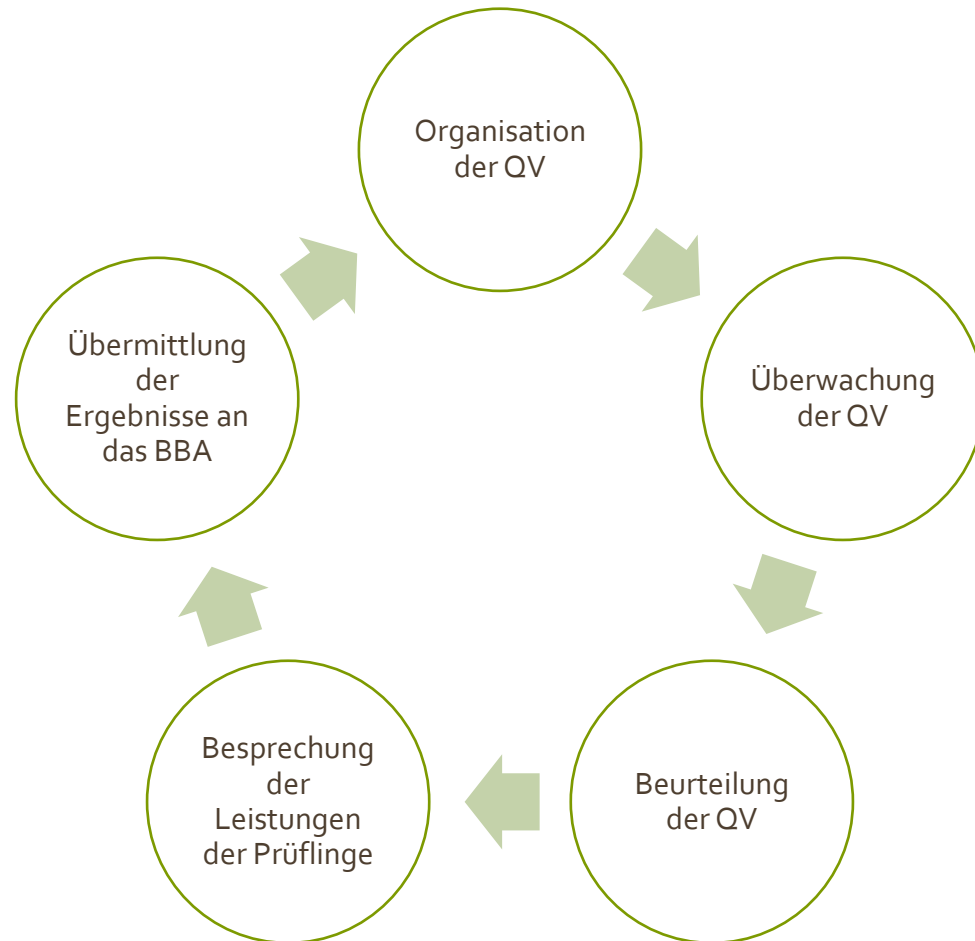 Organisation
der QV
Überwachung
der QV
Beurteilung
der QV
Besprechung
der
Leistungen
der Prüflinge
Übermittlung
der
Ergebnisse an
das BBA